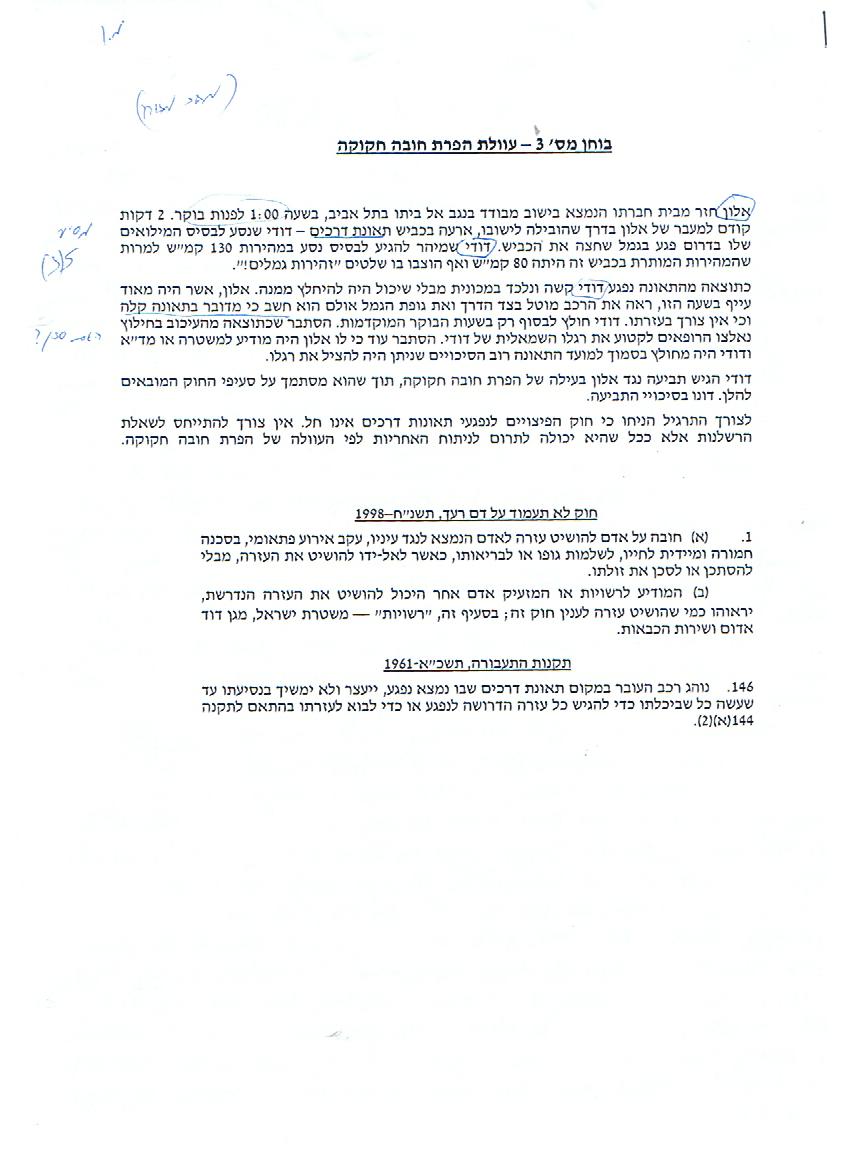 בוחן מס׳ 3 – עוולת הפרת חובה חקוקה
אלון חזר מבית חברתו הנמצא בישוב מבודד בנגב אל ביתו בתל אביב, בשעה 1:00 לפנות בוקר. 2 דקות
קודם למעבר של אלון בדרך שהובילה לישובו, ארעה בכביש תאונת דרכים – דודי שנסע לבסיס המילואים
שלו בדרום פגע בגמל שחצה את הכביש. דודי שמיהר להגיע לבסיס נסע במהירות 130 קמ״ש למרות
שהמהירות המותרת בכביש זה היתה 80 קמ״ש ואף הוצבו בו שלטים ״זהירות גמלים!״.
כתוצאה מהתאונה נפגע דודי קשה ונלכד במכונית מבלי שיכול היה להיחלץ ממנה. אלון, אשר היה מאוד
עייף בשעה הזו, ראה את הרכב מוטל בצד הדרך ואת גופת הגמל אולם הוא חשב כי מדובר בתאונה קלה
וכי אין צורך בעזרתו. דודי חולץ לבסוף רק בשעות הבוקר המוקדמות. הסתבר שכתוצאה מהעיכוב בחילוץ
נאלצו הרופאים לקטוע את רגלו השמאלית של דודי. הסתבר עוד כי לו אלון היה מודיע למשטרה או מד״א
ודודי היה מחולץ בסמוך למועד התאונה רוב הסיכויים שניתן היה להציל את רגלו.
דודי הגיש תביעה נגד אלון בעילה של הפרת חובה חקוקה, תוך שהוא מסתמך על סעיפי החוק המובאים
להלן. דונו בסיכויי התביעה.
לצורך התרגיל הניחו כי חוק הפיצויים לנפגעי תאונות דרכים אינו חל. אין צורך להתייחס לשאלת
הרשלנות אלא ככל שהיא יכולה לתרום לניתוח האחריות לפי העוולה של הפרת חובה חקוקה.
חוק לא תעמוד על דם רעך, תשנ״ח–1998
1. (א) חובה על אדם להושיט עזרה לאדם הנמצא לנגד עיניו, עקב אירוע פתאומי, בסכנה
חמורה ומיידית לחייו, לשלמות גופו או לבריאותו, כאשר לאל-ידו להושיט את העזרה, מבלי
להסתכן או לסכן את זולתו.
(ב) המודיע לרשויות או המזעיק אדם אחר היכול להושיט את העזרה הנדרשת,
יראוהו כמי שהושיט עזרה לענין חוק זה; בסעיף זה, ״רשויות״ — משטרת ישראל, מגן דוד
אדום ושירות הכבאות.
תקנות התעבורה, תשכ״א-1961
146. נוהג רכב העובר במקום תאונת דרכים שבו נמצא נפגע, ייעצר ולא ימשיך בנסיעתו עד
שעשה כל שביכלתו כדי להגיש כל עזרה הדרושה לנפגע או כדי לבוא לעזרתו בהתאם לתקנה
144(א)(2).